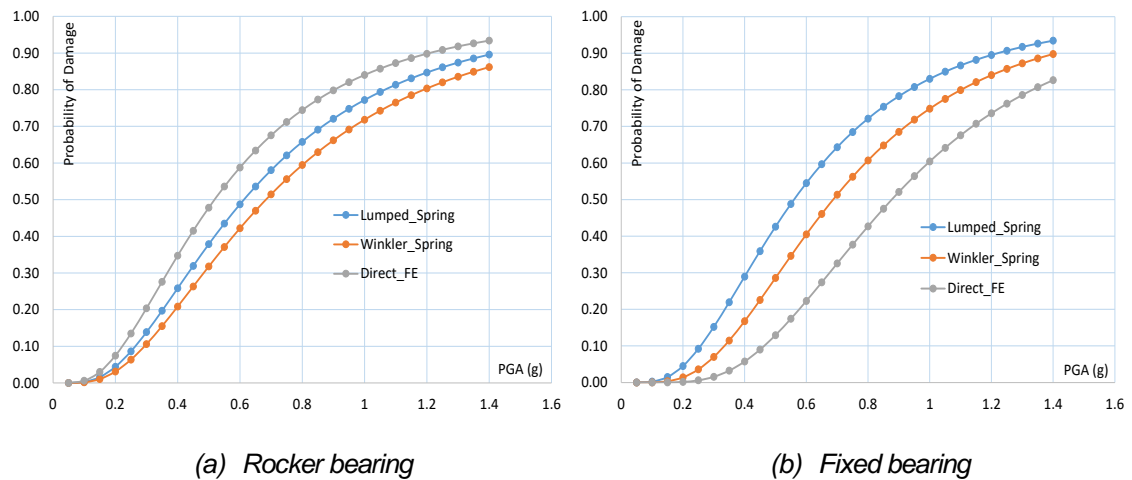 1.00
0.90
0.80
0.70
0.60
0.50
0.40
0.30
0.20
0.10
0.00
Probability of Damage
Lumped_Spring
Winkler_Spring
Direct_FE
PGA (g)
0 0.2 0.4 0.6 0.8 1 1.2 1.4 1.6
(a) Rocker bearing
1.00
0.90
0.80
0.70
0.60
0.50
0.40
0.30
0.20
0.10
0.00
Probability of Damage
Lumped_Spring
Winkler_Spring
Direct_FE
PGA (g)
0 0.2 0.4 0.6 0.8 1 1.2 1.4 1.6
(b) Fixed bearing